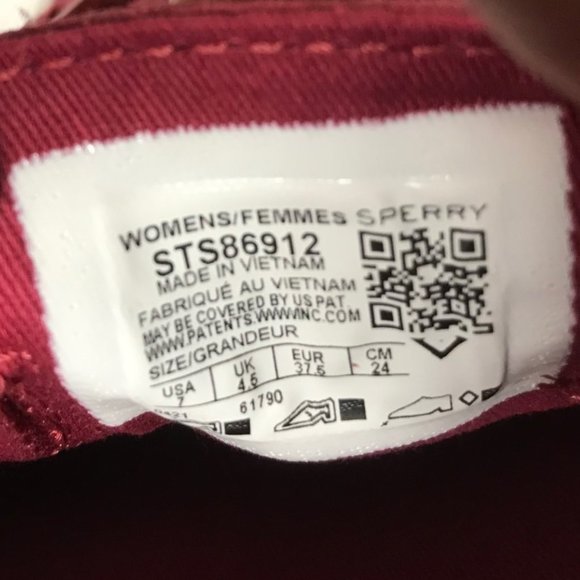 WOMENS/FEMMES SPERRY
STS86912
MADE IN VIETNAM
FABRIQUÉ AU VIETNAM
MAY BE COVERED BY US PAT.
WWW.PATENTS.WWWINC.COM
SIZE/GRANDEUR
USA UK EUR CM
7 4.5 37.5 24
61790